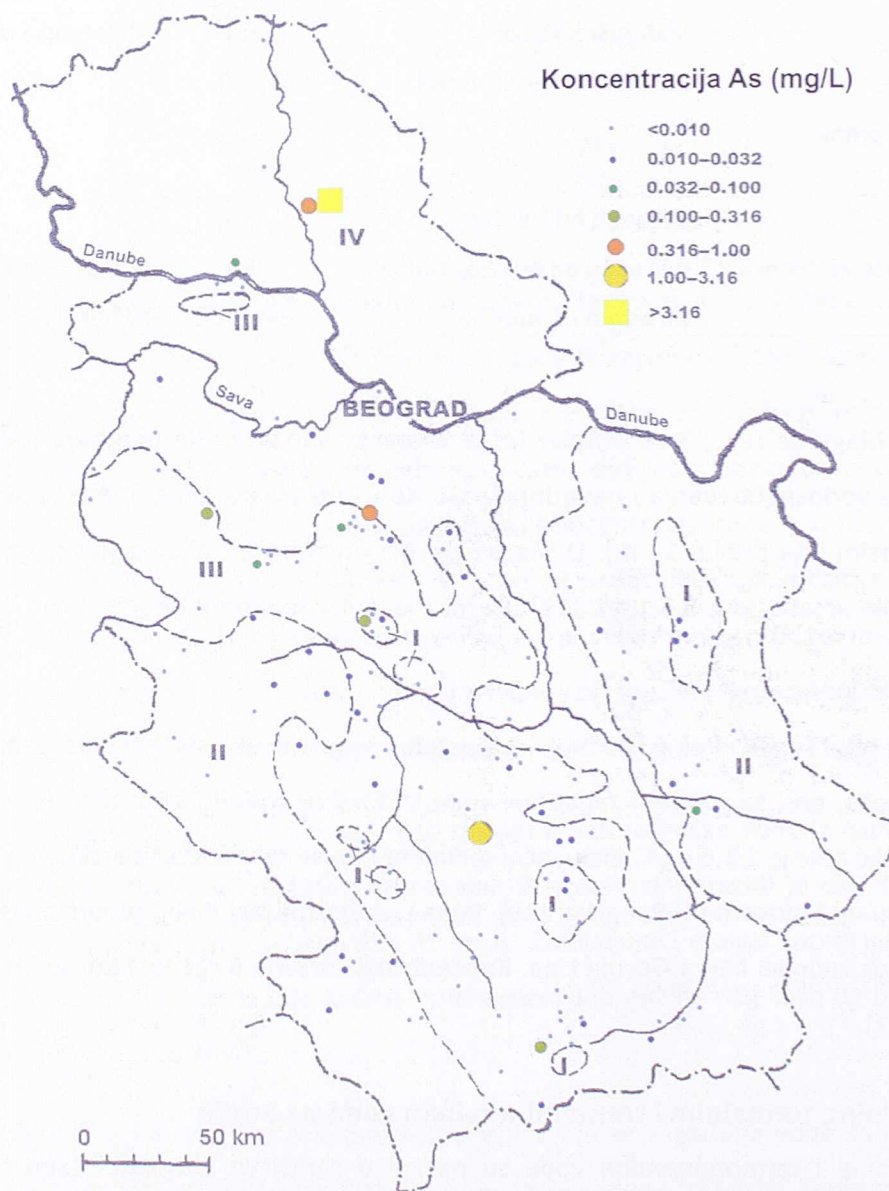 Koncentracija As (mg/L)
<0.010
0.010–0.032
0.032–0.100
0.100–0.316
0.316–1.00
1.00–3.16
>3.16
IV
Danube
III
Sava
BEOGRAD
Danube
III
I
I
II
II
I
I
I
0 50 km